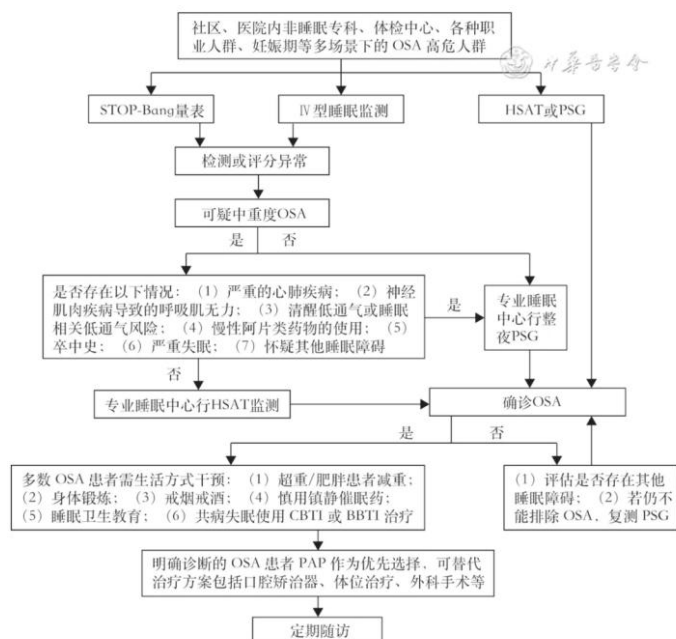 社区、医院内非睡眠专科、体检中心、各种职
业人群、妊娠期等多场景下的 OSA 高危人群
中华医学会
STOP-Bang量表
Ⅳ型睡眠监测
HSAT或PSG
检测或评分异常
可疑中重度OSA
是
否
是否存在以下情况：（1）严重的心肺疾病；（2）神经
肌肉疾病导致的呼吸肌无力；（3）清醒低通气或睡眠
相关低通气风险；（4）慢性阿片类药物的使用；（5）
卒中史；（6）严重失眠；（7）怀疑其他睡眠障碍
是
专业睡眠
中心行整
夜PSG
否
专业睡眠中心行HSAT监测
确诊OSA
是
否
多数 OSA 患者需生活方式干预：（1）超重/肥胖患者减重；
（2）身体锻炼；（3）戒烟戒酒；（4）慎用镇静催眠药；
（5）睡眠卫生教育；（6）共病失眠使用 CBTI 或 BBTI 治疗
（1）评估是否存在其他
睡眠障碍；（2）若仍不
能排除 OSA，复测 PSG
明确诊断的 OSA 患者 PAP 作为优先选择，可替代
治疗方案包括口腔矫治器、体位治疗、外科手术等
定期随访